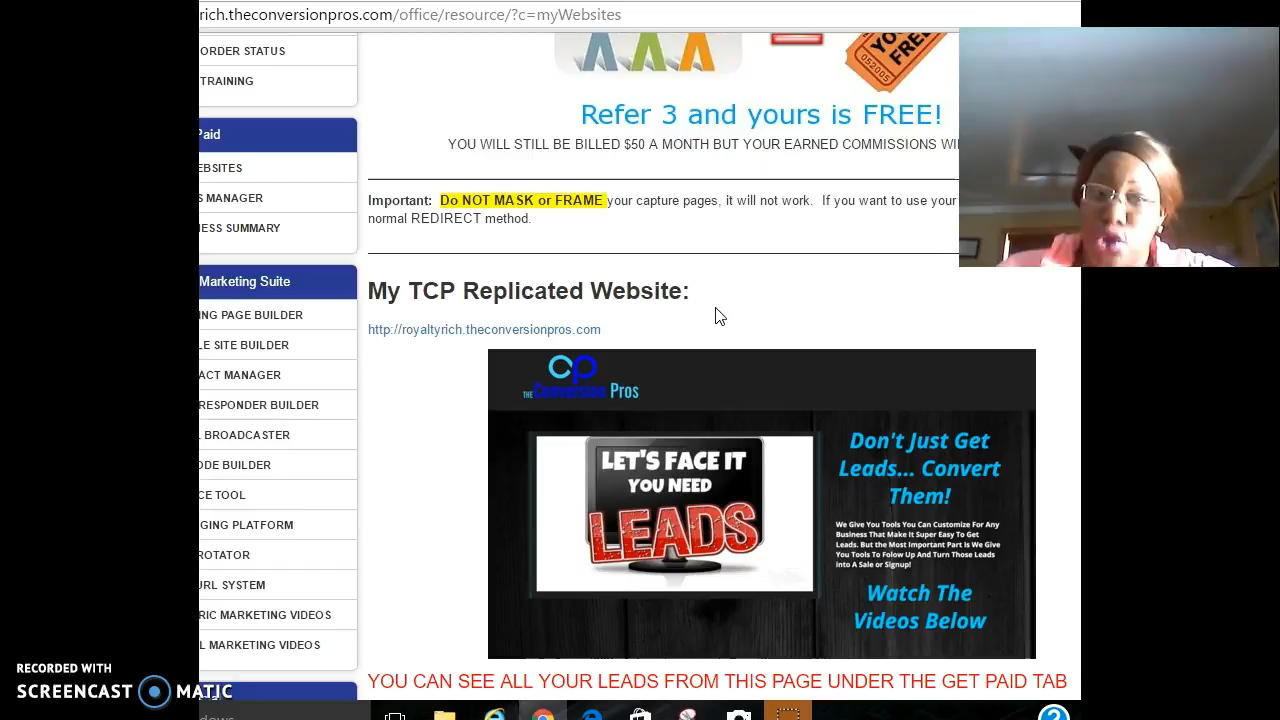 rich.theconversionpros.com/office/resource/?c=myWebsites
ORDER STATUS
TRAINING
Paid
EBSITES
S MANAGER
ESS SUMMARY
Marketing Suite
NG PAGE BUILDER
LE SITE BUILDER
ACT MANAGER
RESPONDER BUILDER
L BROADCASTER
ODE BUILDER
CE TOOL
GING PLATFORM
ROTATOR
URL SYSTEM
RIC MARKETING VIDEOS
L MARKETING VIDEOS
YOU
FREE
052005
Refer 3 and yours is FREE!
YOU WILL STILL BE BILLED $50 A MONTH BUT YOUR EARNED COMMISSIONS WI
Important: Do NOT MASK or FRAME your capture pages, it will not work. If you want to use your
normal REDIRECT method.
My TCP Replicated Website:
http://royaltyrich.theconversionpros.com
THE Conversion Pros
LET'S FACE IT
YOU NEED
LEADS
Don't Just Get
Leads... Convert
Them!
We Give You Tools You Can Customize For Any
Business That Make It Super Easy To Get
Leads. But the Most Important Part Is We Give
You Tools To Folow Up And Turn Those Leads
into A Sale or Signup!
Watch The
Videos Below
YOU CAN SEE ALL YOUR LEADS FROM THIS PAGE UNDER THE GET PAID TAB
RECORDED WITH
SCREENCAST MATIC